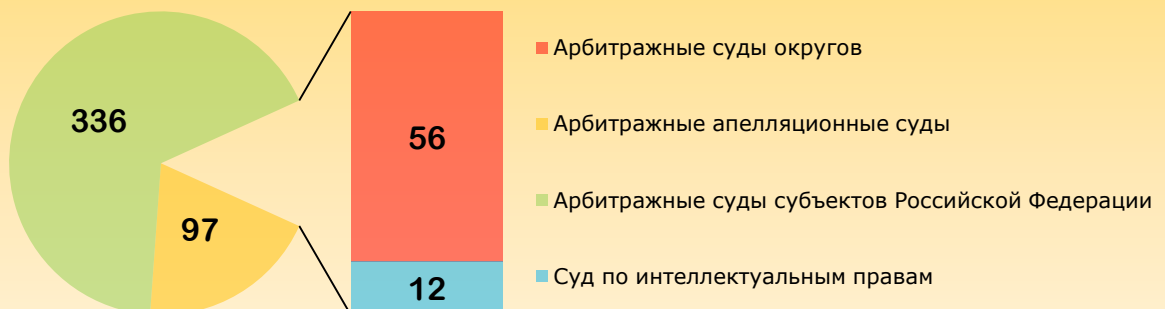 336
97
56
12
Арбитражные суды округов
Арбитражные апелляционные суды
Арбитражные суды субъектов Российской Федерации
Суд по интеллектуальным правам